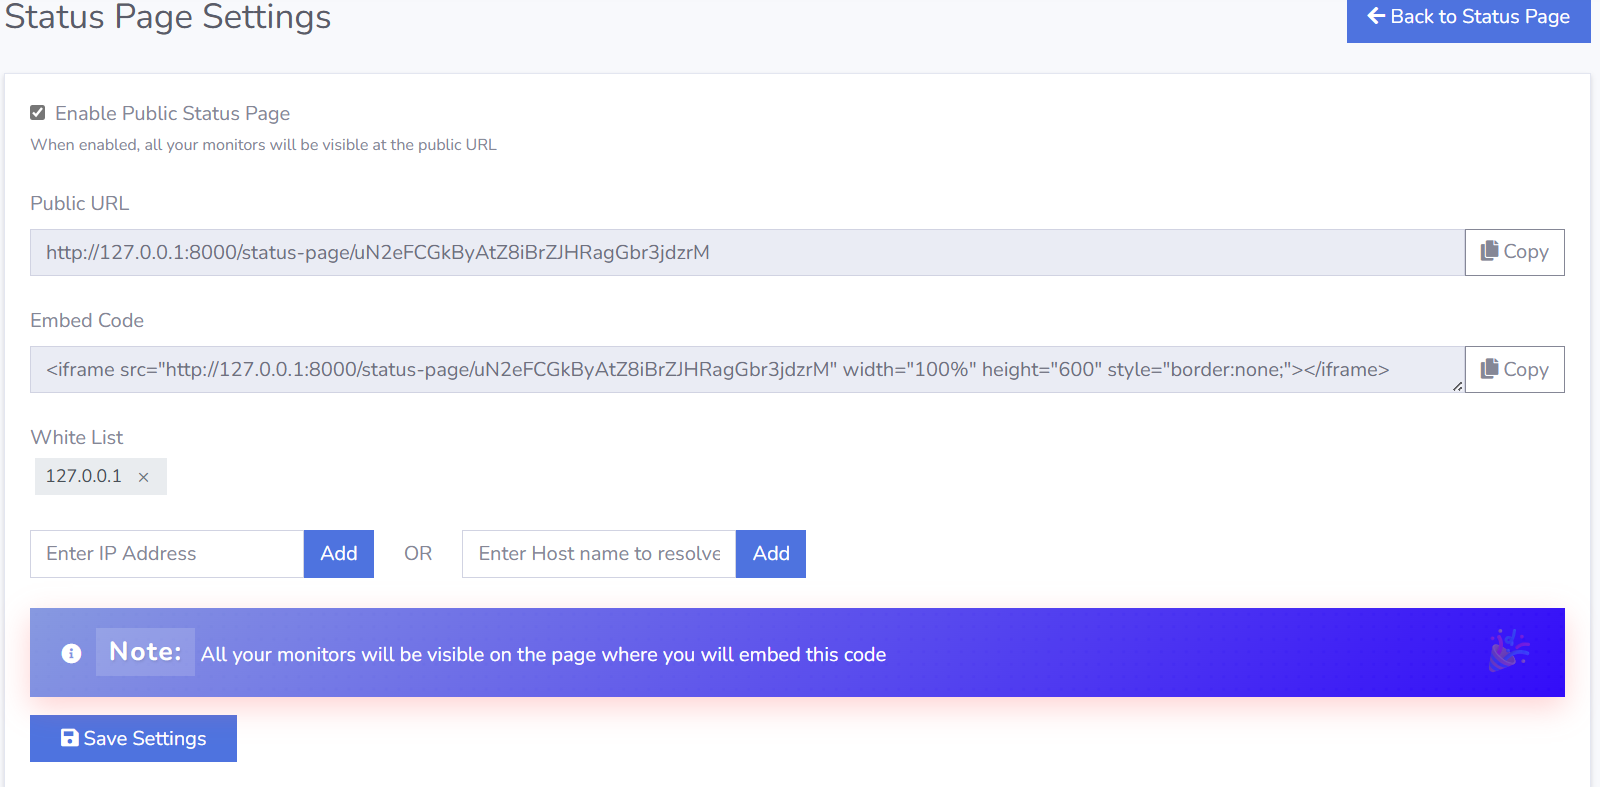 Status Page Settings
Back to Status Page
Enable Public Status Page
When enabled, all your monitors will be visible at the public URL
Public URL
http://127.0.0.1:8000/status-page/uN2eFCGkByAtZ8iBrZJHRagGbr3jdzrM
Copy
Embed Code
<iframe src="http://127.0.0.1:8000/status-page/uN2eFCGkByAtZ8iBrZJHRagGbr3jdzrM" width="100%" height="600" style="border:none;"></iframe>
Copy
White List
127.0.0.1 ×
Enter IP Address
Add
OR
Enter Host name to resolve
Add
Note: All your monitors will be visible on the page where you will embed this code
Save Settings